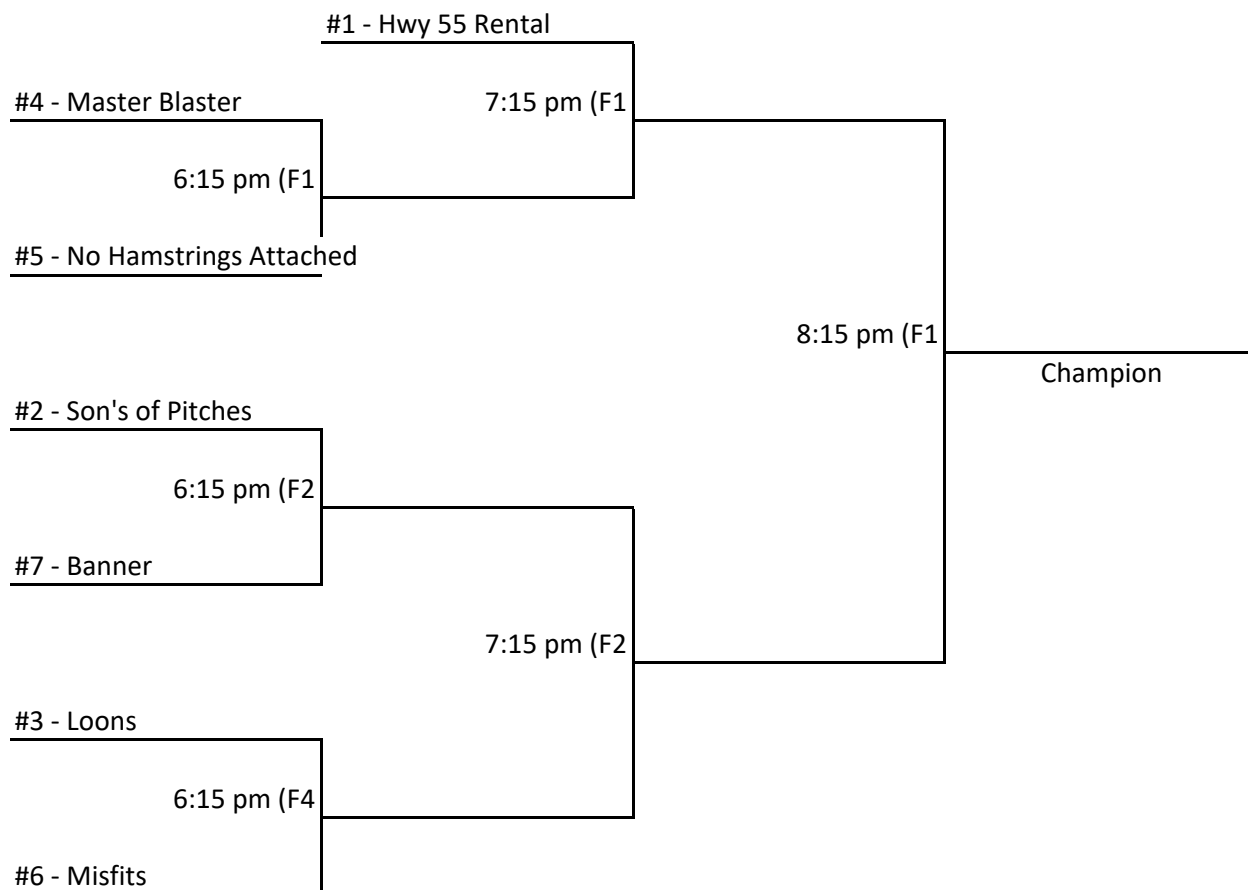 #1 - Hwy 55 Rental
#4 - Master Blaster
7:15 pm (F1
6:15 pm (F1
#5 - No Hamstrings Attached
8:15 pm (F1
Champion
#2 - Son's of Pitches
6:15 pm (F2
#7 - Banner
7:15 pm (F2
#3 - Loons
6:15 pm (F4
#6 - Misfits